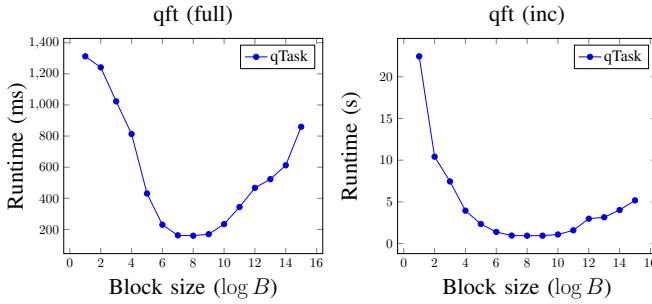 qft (full)
qTask
1,400
1,200
1,000
800
600
400
200
0 2 4 6 8 10 12 14 16
Runtime (ms)
Block size (log B)
qft (inc)
qTask
20
15
10
5
0
0 2 4 6 8 10 12 14 16
Runtime (s)
Block size (log B)